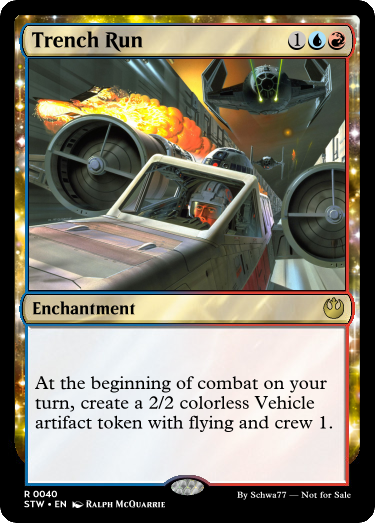 Trench Run 1
Enchantment
At the beginning of combat on your
turn, create a 2/2 colorless Vehicle
artifact token with flying and crew 1.
R 0040
STW • EN Ralph McQuarrie
By Schwa77 — Not for Sale